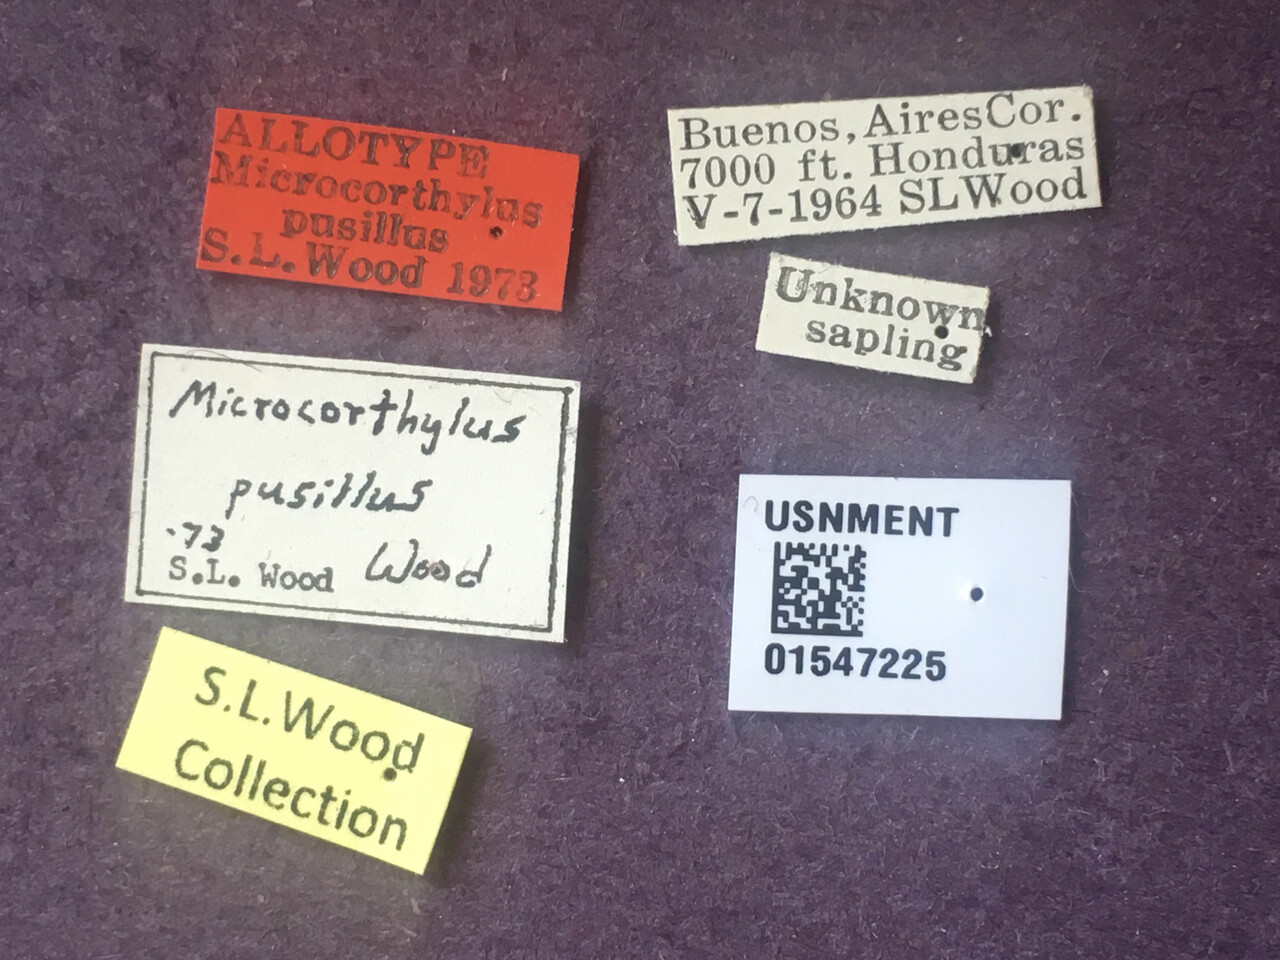 ALLOTYPE
Microcorthylus
pusillus
S.L. Wood 1973
Buenos, AiresCor.
7000 ft. Honduras
V-7-1964 SLWood
Unknown
sapling
Microcorthylus
pusillus
-73
S.L. Wood Wood
USNMENT
01547225
S.L.Wood
Collection